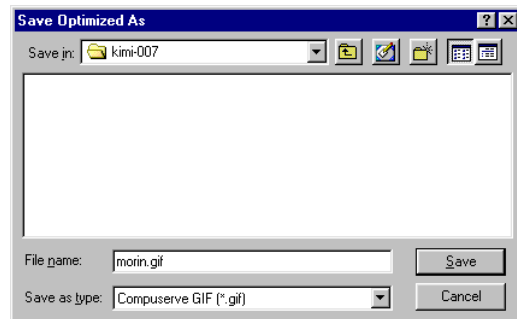 Save Optimized As
Save in: kimi-007
File name: morin.gif Save
Save as type: Compuserve GIF (*.gif) Cancel